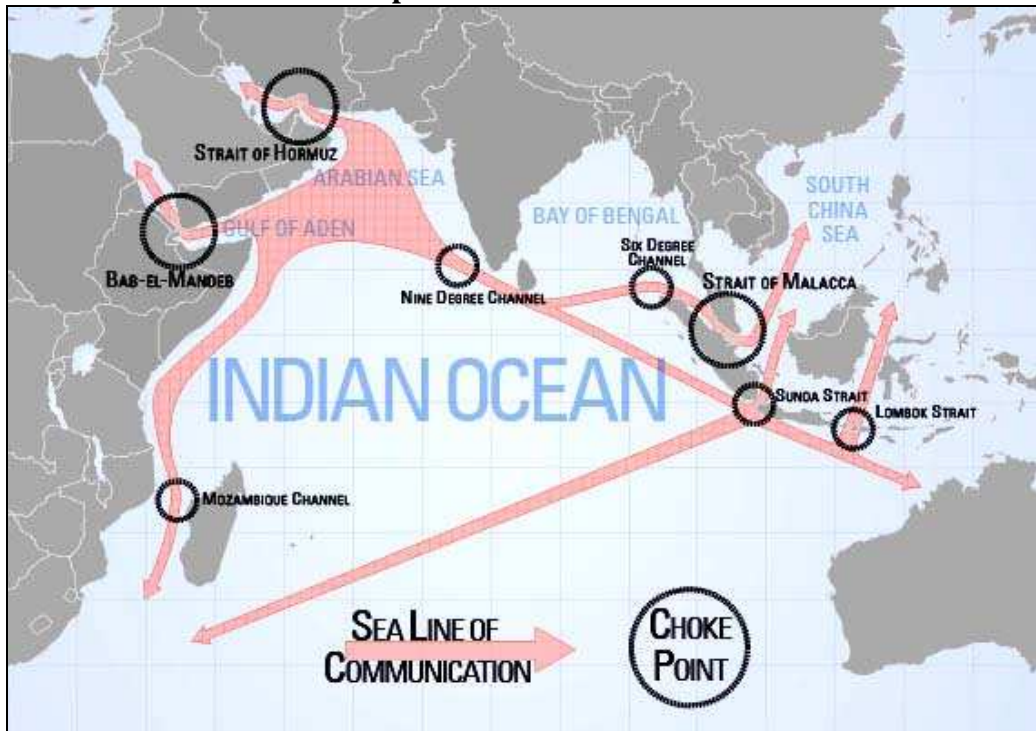 STRAIT OF HORMUZ
ARABIAN SEA
GULF OF ADEN
BAB-EL-MANDEB
BAY OF BENGAL
SOUTH
CHINA
SEA
SIX DEGREE
CHANNEL
STRAIT OF MALACCA
NINE DEGREE CHANNEL
INDIAN OCEAN
SUNDA STRAIT
LOMBOK STRAIT
MOZAMBIQUE CHANNEL
SEA LINE OF
COMMUNICATION
CHOKE
POINT